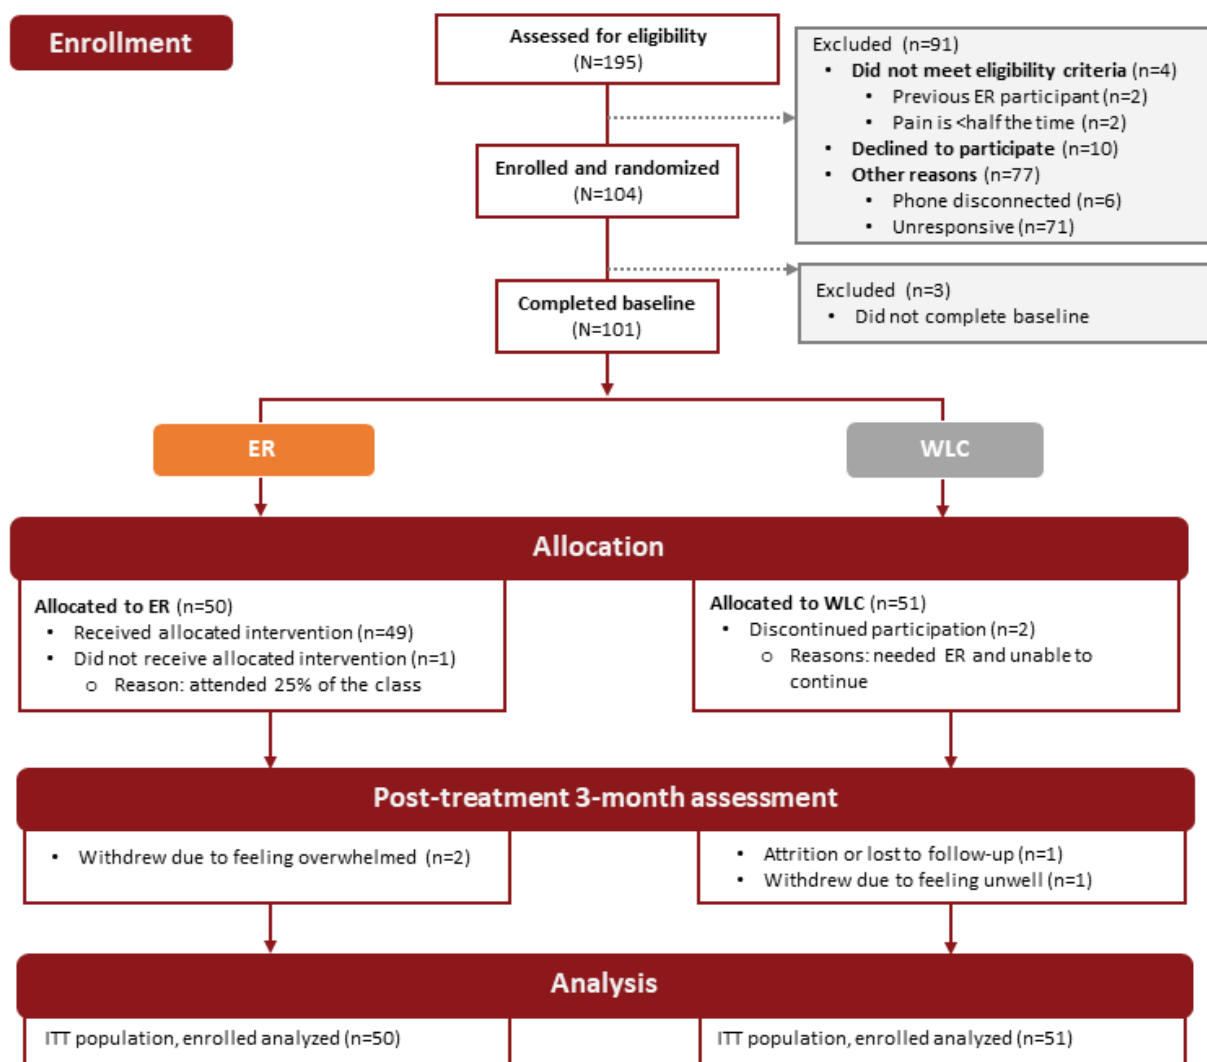 Enrollment
Assessed for eligibility
(N=195)
Excluded (n=91)
• Did not meet eligibility criteria (n=4)
• Previous ER participant (n=2)
• Pain is <half the time (n=2)
• Declined to participate (n=10)
• Other reasons (n=77)
• Phone disconnected (n=6)
• Unresponsive (n=71)
Enrolled and randomized
(N=104)
Excluded (n=3)
• Did not complete baseline
Completed baseline
(N=101)
ER
WLC
Allocation
Allocated to ER (n=50)
• Received allocated intervention (n=49)
• Did not receive allocated intervention (n=1)
o Reason: attended 25% of the class
Allocated to WLC (n=51)
• Discontinued participation (n=2)
o Reasons: needed ER and unable to
continue
Post-treatment 3-month assessment
• Withdrew due to feeling overwhelmed (n=2)
• Attrition or lost to follow-up (n=1)
• Withdrew due to feeling unwell (n=1)
Analysis
ITT population, enrolled analyzed (n=50)
ITT population, enrolled analyzed (n=51)